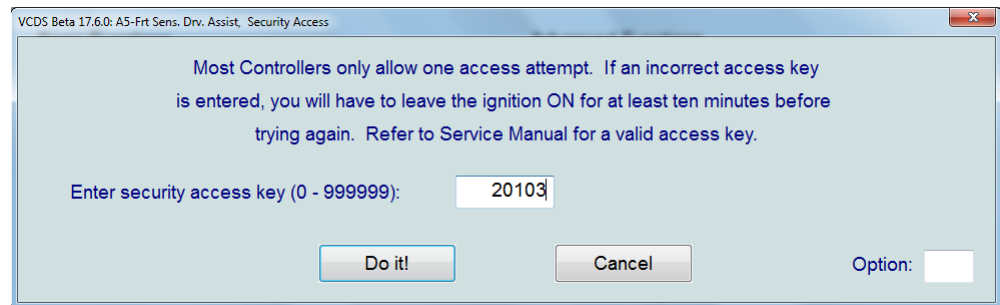 VCDS Beta 17.6.0: A5-Frt Sens. Drv. Assist,  Security Access
Most Controllers only allow one access attempt.  If an incorrect access key
is entered, you will have to leave the ignition ON for at least ten minutes before
trying again.  Refer to Service Manual for a valid access key.
Enter security access key (0 - 999999): 20103
Do it! Cancel Option: